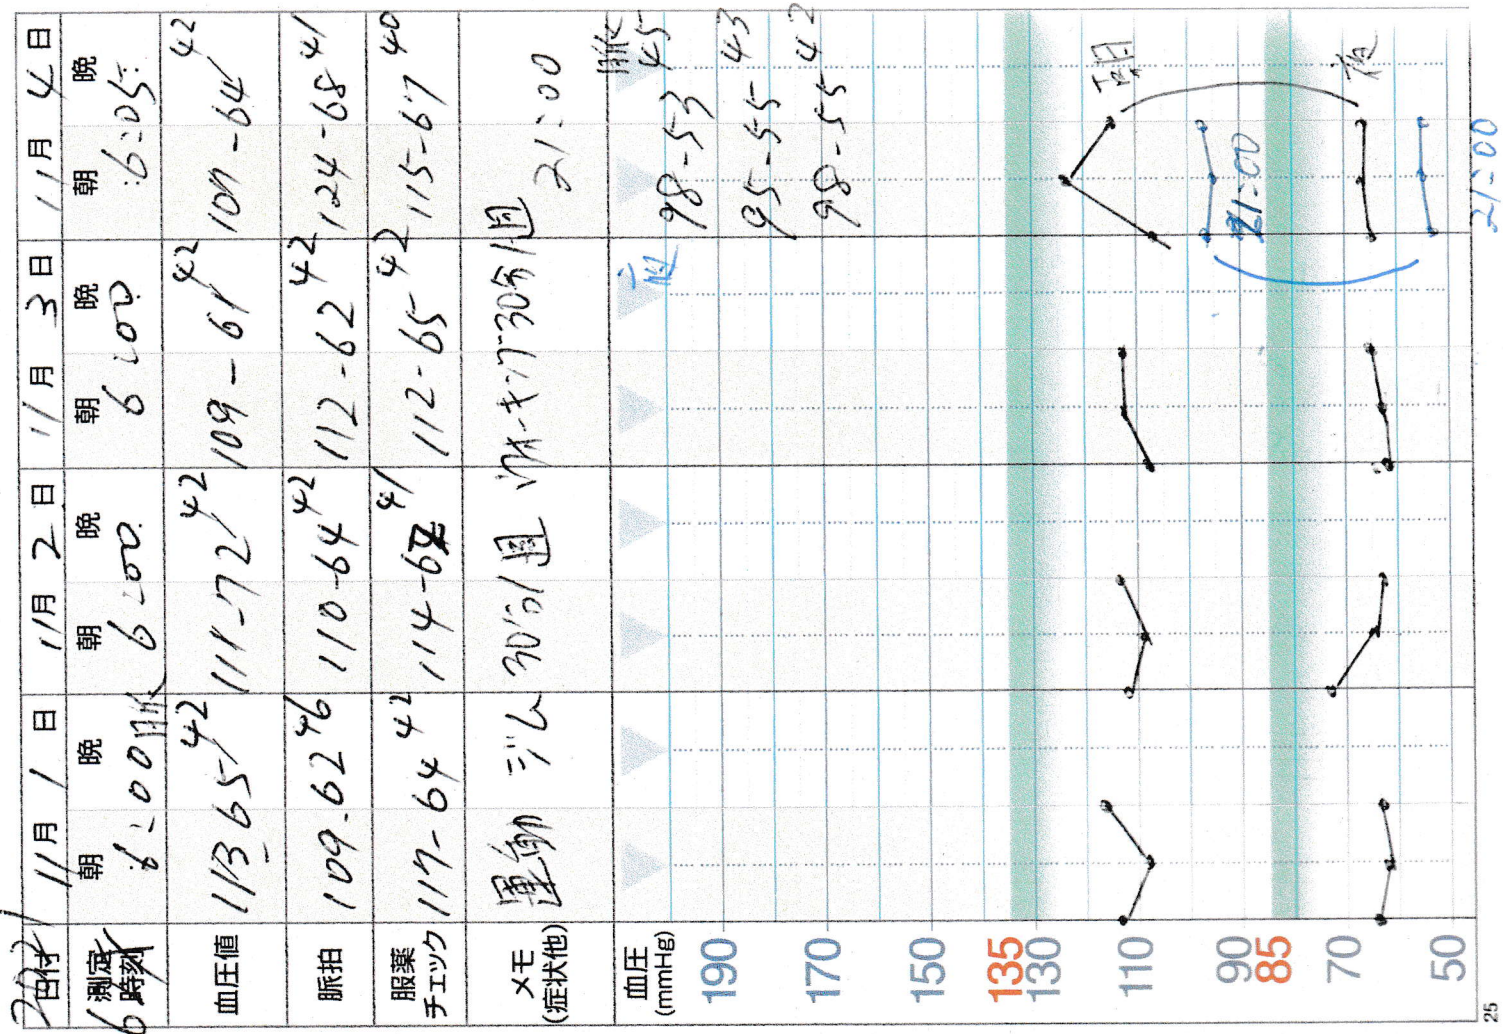 日付 11月 1日 11月 2日 11月 3日 11月 4日
測定時刻 朝 晩 朝 晩 朝 晩 朝 晩
6:00 脈 6:00 6:00 6:05
血圧値 113-65 42 111-72 42 109-61 42 107-64 42
脈拍 109-62 46 110-64 42 112-62 42 124-68 41
服薬チェック 117-64 42 114-64 41 112-65 42 115-67 40
メモ(症状他) 運動 ジム 30分/週 ウォーキング30分/週 21:00
血圧(mmHg)
脈
98-53 45
95-55 43
98-55 42
190
170
150
135
130
110
90
85
70
50
朝
夜
21:00
21:00
25